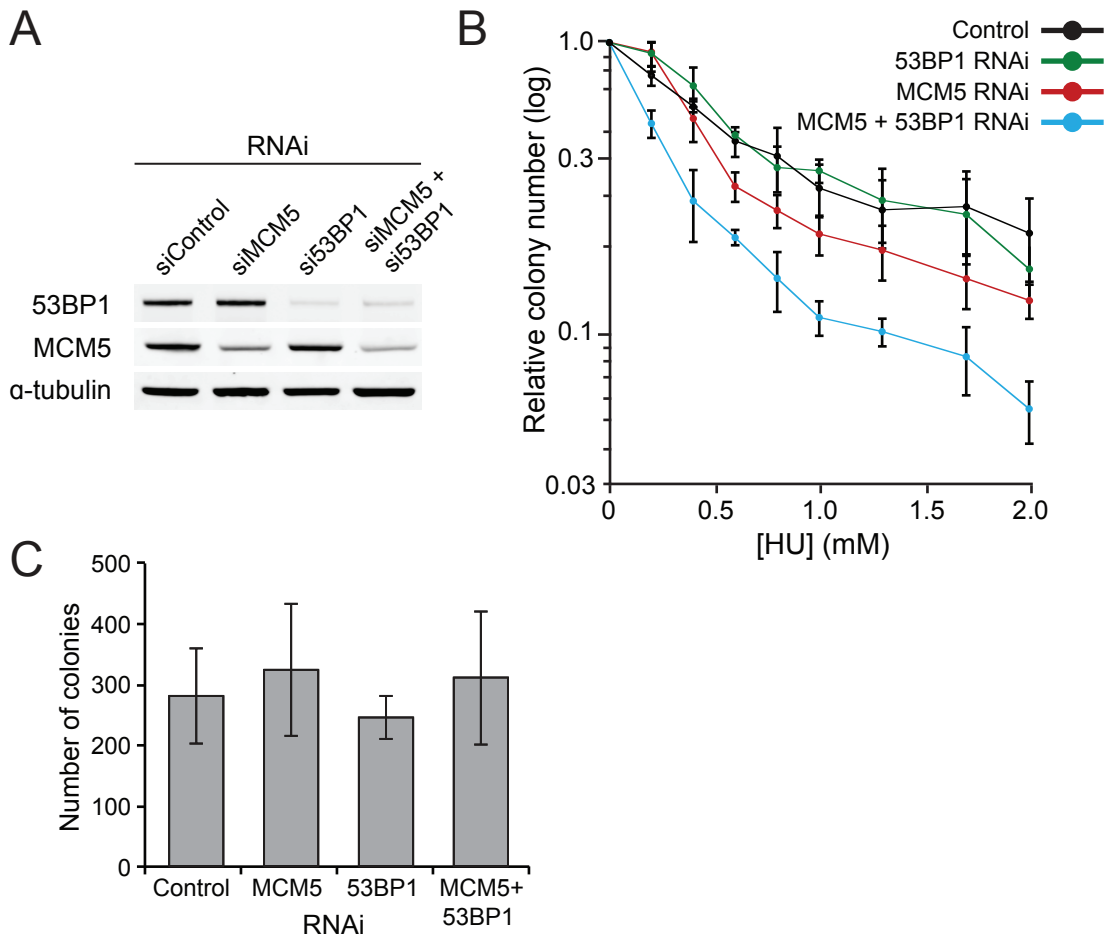 A
RNAi
siControl
siMCM5
si53BP1
siMCM5 +
si53BP1
53BP1
MCM5
α-tubulin
B
Control
53BP1 RNAi
MCM5 RNAi
MCM5 + 53BP1 RNAi
Relative colony number (log)
1.0
0.3
0.1
0.03
0
0.5
1.0
1.5
2.0
[HU] (mM)
C
Number of colonies
500
400
300
200
100
0
Control
MCM5
53BP1
MCM5+
53BP1
RNAi